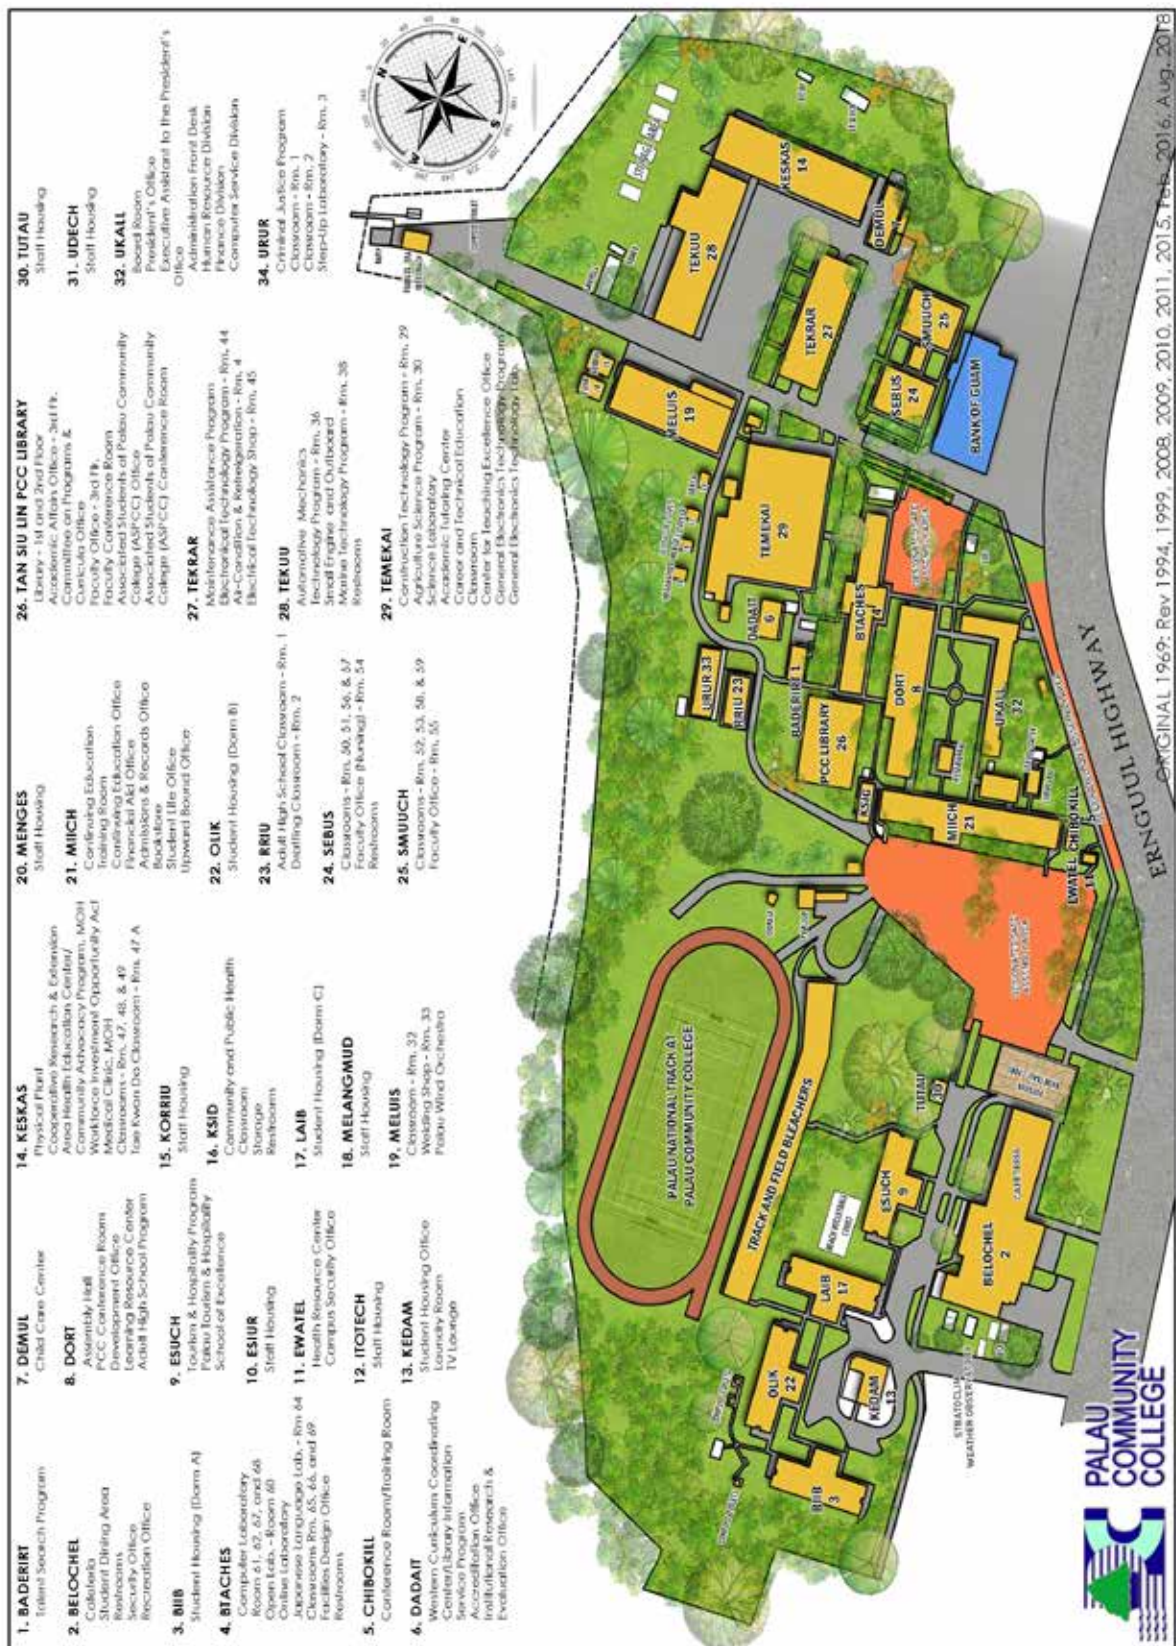 1. BADERIRT
Talent Search Program
2. BELOCHEL
Cafeteria
Student Dining Area
Restrooms
Security Office
Recreation Office
3. BIIB
Student Housing (Dorm A)
4. BTACHES
Computer Laboratory
Room 61, 62, 67, and 68
Open Lab. - Room 60
Online Laboratory
Japanese Language Lab. - Rm 64
Classrooms Rm. 65, 66, and 69
Facilities Design Office
Restrooms
5. CHIBOKILL
Conference Room/Training Room
6. DADAIT
Western Curriculum Coordinating
Center/Library Information
Service Program
Accreditation Office
Institutional Research &
Evaluation Office
7. DEMUL
Child Care Center
8. DORT
Assembly Hall
PCC Conference Room
Development Office
Learning Resource Center
Adult High School Program
9. ESUCH
Tourism & Hospitality Program
Palau Tourism & Hospitality
School of Excellence
10. ESIUR
Staff Housing
11. EWATEL
Health Resource Center
Campus Security Office
12. ITOTECH
Staff Housing
13. KEDAM
Student Housing Office
Laundry Room
TV Lounge
14. KESKAS
Physical Plant
Cooperative Research & Extension
Area Health Education Center/
Community Advocacy Program, MOH
Workforce Investment Opportunity Act
Medical Clinic, MOH
Classrooms - Rm. 47, 48, & 49
Tae Kwan Do Classroom - Rm. 47 A
15. KORRIU
Staff Housing
16. KSID
Community and Public Health
Classroom
Storage
Restrooms
17. LAIB
Student Housing (Dorm C)
18. MELANGMUD
Staff Housing
19. MELUIS
Classroom - Rm. 32
Welding Shop - Rm. 33
Palau Wind Orchestra
20. MENGES
Staff Housing
21. MIICH
Continuing Education
Training Room
Continuing Education Office
Financial Aid Office
Admissions & Records Office
Bookstore
Student Life Office
Upward Bound Office
22. OLIK
Student Housing (Dorm B)
23. RRIU
Adult High School Classroom - Rm. 1
Drafting Classroom - Rm. 2
24. SEBUS
Classrooms - Rm. 50, 51, 56, & 57
Faculty Office (Nursing) - Rm. 54
Restrooms
25. SMUUCH
Classrooms - Rm. 52, 53, 58, & 59
Faculty Office - Rm. 55
26. TAN SIU LIN PCC LIBRARY
Library - 1st and 2nd Floor
Academic Affairs Office - 3rd Flr.
Committee on Programs &
Curricula Office
Faculty Office - 3rd Flr.
Faculty Conference Room
Associated Students of Palau Community
College (ASPCC) Office
Associated Students of Palau Community
College (ASPCC) Conference Room
27. TEKRAR
Maintenance Assistance Program
Electrical Technology Program - Rm. 44
Air-Condition & Refrigeration - Rm. 4
Electrical Technology Shop - Rm. 45
28. TEKUU
Automotive Mechanics
Technology Program - Rm. 36
Small Engine and Outboard
Marine Technology Program - Rm. 38
Restrooms
29. TEMEKAI
Construction Technology Program - Rm. 29
Agriculture Science Program - Rm. 30
Science Laboratory
Academic Tutoring Center
Career and Technical Education
Classroom
Center for Teaching Excellence Office
General Electronics Technology Program
General Electronics Technology Lab.
30. TUTAU
Staff Housing
31. UDECH
Staff Housing
32. UKALL
Board Room
President's Office
Executive Assistant to the President's
Office
Administration Front Desk
Human Resource Division
Finance Division
Computer Service Division
34. URUR
Criminal Justice Program
Classroom - Rm. 1
Classroom - Rm. 2
Step-Up Laboratory - Rm. 3
N
E
S
W
PALAU NATIONAL TRACK AT
PALAU COMMUNITY COLLEGE
TRACK AND FIELD BLEACHERS
BIIB
3
OLIK
22
KEDAM
13
LAIB
17
ESUCH
9
BELOCHEL
2
CAFETERIA
TUTAU
30
KSID
MIICH
21
EWATEL
11
CHIBOKILL
5
PCC LIBRARY
26
BADERIRT 1
URUR 33
RRIU 23
DADAIT
6
BTACHES
4
DORT
8
UKALL
32
TEMEKAI
29
MELUIS
19
TEKUU
28
TEKRAR
27
KESKAS
14
DEMUL
SEBUS
24
SMUUCH
25
BANK OF GUAM
STORAGE AREA
BEACH VOLLEYBALL
COURT
WEATHER OBSERVATORY
ERNGUUL HIGHWAY
ORIGINAL 1969; Rev 1994, 1999, 2008, 2009, 2010, 2011, 2015, Feb. 2016, Aug. 2018
PALAU
COMMUNITY
COLLEGE